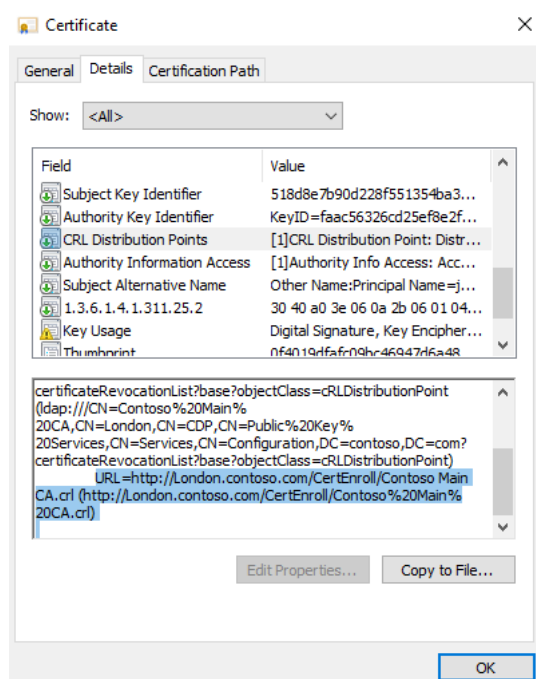 Certificate
General Details Certification Path
Show: <All>
Field Value
Subject Key Identifier 518d8e7b90d228f551354ba3...
Authority Key Identifier KeyID=faac56326cd25ef8e2f...
CRL Distribution Points [1]CRL Distribution Point: Distr...
Authority Information Access [1]Authority Info Access: Acc...
Subject Alternative Name Other Name:Principal Name=j...
1.3.6.1.4.1.311.25.2 30 40 a0 3e 06 0a 2b 06 01 04...
Key Usage Digital Signature, Key Encipher...
Thumbprint 0f4019dfafc09bc46947d6a48
certificateRevocationList?base?objectClass=cRLDistributionPoint
(ldap:///CN=Contoso%20Main%
20CA,CN=London,CN=CDP,CN=Public%20Key%
20Services,CN=Services,CN=Configuration,DC=contoso,DC=com?
certificateRevocationList?base?objectClass=cRLDistributionPoint)
URL=http://London.contoso.com/CertEnroll/Contoso Main
CA.crl (http://London.contoso.com/CertEnroll/Contoso%20Main%
20CA.crl)
Edit Properties... Copy to File...
OK